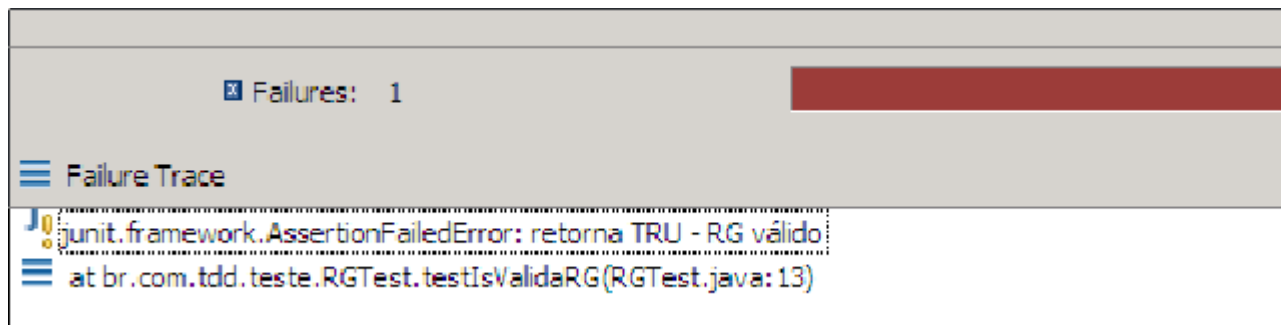 Failures: 1
Failure Trace
junit.framework.AssertionFailedError: retorna TRU - RG válido
at br.com.tdd.teste.RGTest.testIsValidaRG(RGTest.java:13)